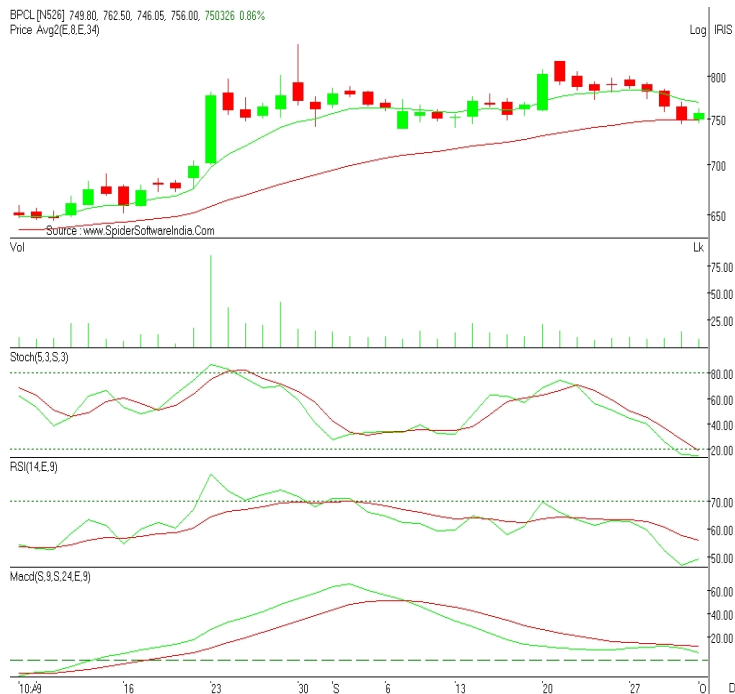 BPCL [N526] 749.80, 762.50, 746.05, 756.00, 750326 0.86%
Price Avg2(E,8,E,34)
Log
IRIS
800
750
700
650
Source : www.SpiderSoftwareIndia.Com
Vol
Lk
75.00
50.00
25.00
Stoch(5,3,S,3)
80.00
60.00
40.00
20.00
RSI(14,E,9)
70.00
60.00
50.00
Macd(S,9,S,24,E,9)
60.00
40.00
20.00
16
23
'S
6
13
20
27
'O
D